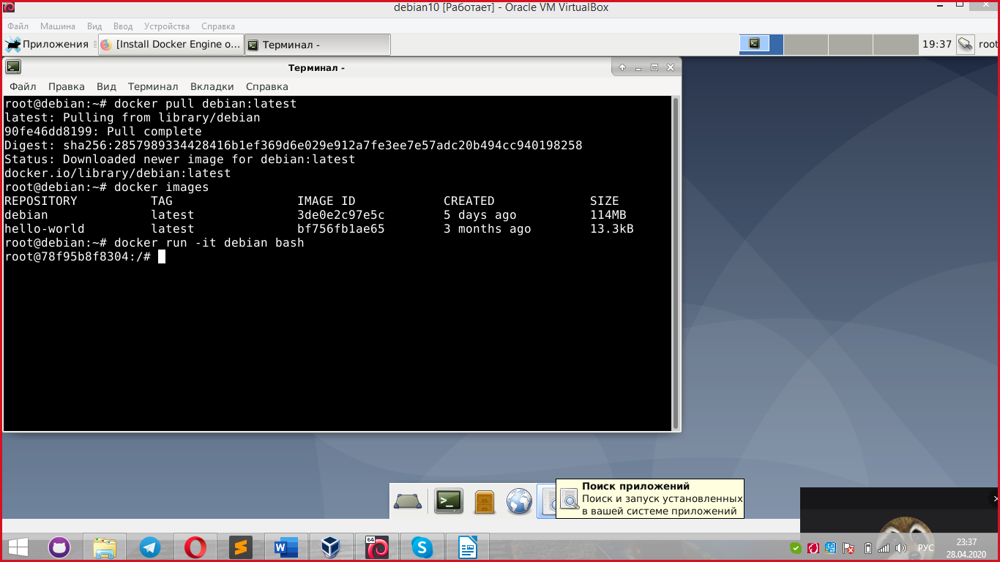 debian10 [Работает] - Oracle VM VirtualBox
Файл Машина Вид Ввод Устройства Справка
Приложения [Install Docker Engine o... Терминал - 19:37 root
Терминал -
Файл Правка Вид Терминал Вкладки Справка
root@debian:~# docker pull debian:latest
latest: Pulling from library/debian
90fe46dd8199: Pull complete
Digest: sha256:2857989334428416b1ef369d6e029e912a7fe3ee7e57adc20b494cc940198258
Status: Downloaded newer image for debian:latest
docker.io/library/debian:latest
root@debian:~# docker images
REPOSITORY TAG IMAGE ID CREATED SIZE
debian latest 3de0e2c97e5c 5 days ago 114MB
hello-world latest bf756fb1ae65 3 months ago 13.3kB
root@debian:~# docker run -it debian bash
root@78f95b8f8304:/#
Поиск приложений
Поиск и запуск установленных
в вашей системе приложений
64
РУС
23:37
28.04.2020